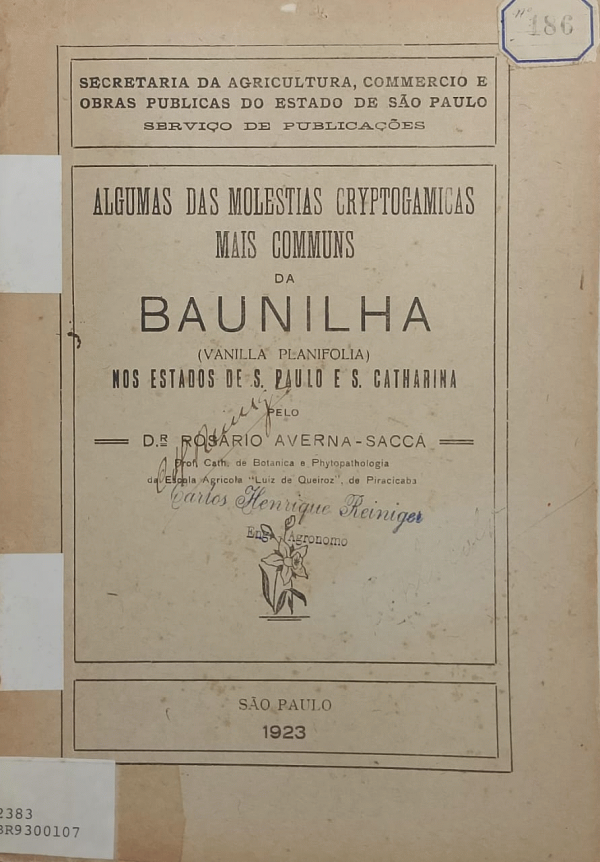 Nº 186
SECRETARIA DA AGRICULTURA, COMMERCIO E
OBRAS PUBLICAS DO ESTADO DE SÃO PAULO
SERVIÇO DE PUBLICAÇÕES
ALGUMAS DAS MOLESTIAS CRYPTOGAMICAS
MAIS COMMUNS
DA
BAUNILHA
(VANILLA PLANIFOLIA)
NOS ESTADOS DE S. PAULO E S. CATHARINA
PELO
D.R ROSARIO AVERNA-SACCÁ
Prof. Cath. de Botanica e Phytopathologia
da Escola Agricola "Luiz de Queiroz", de Piracicaba
Carlos Henrique Reiniger
Engº Agronomo
SÃO PAULO
1923
2383
BR9300107